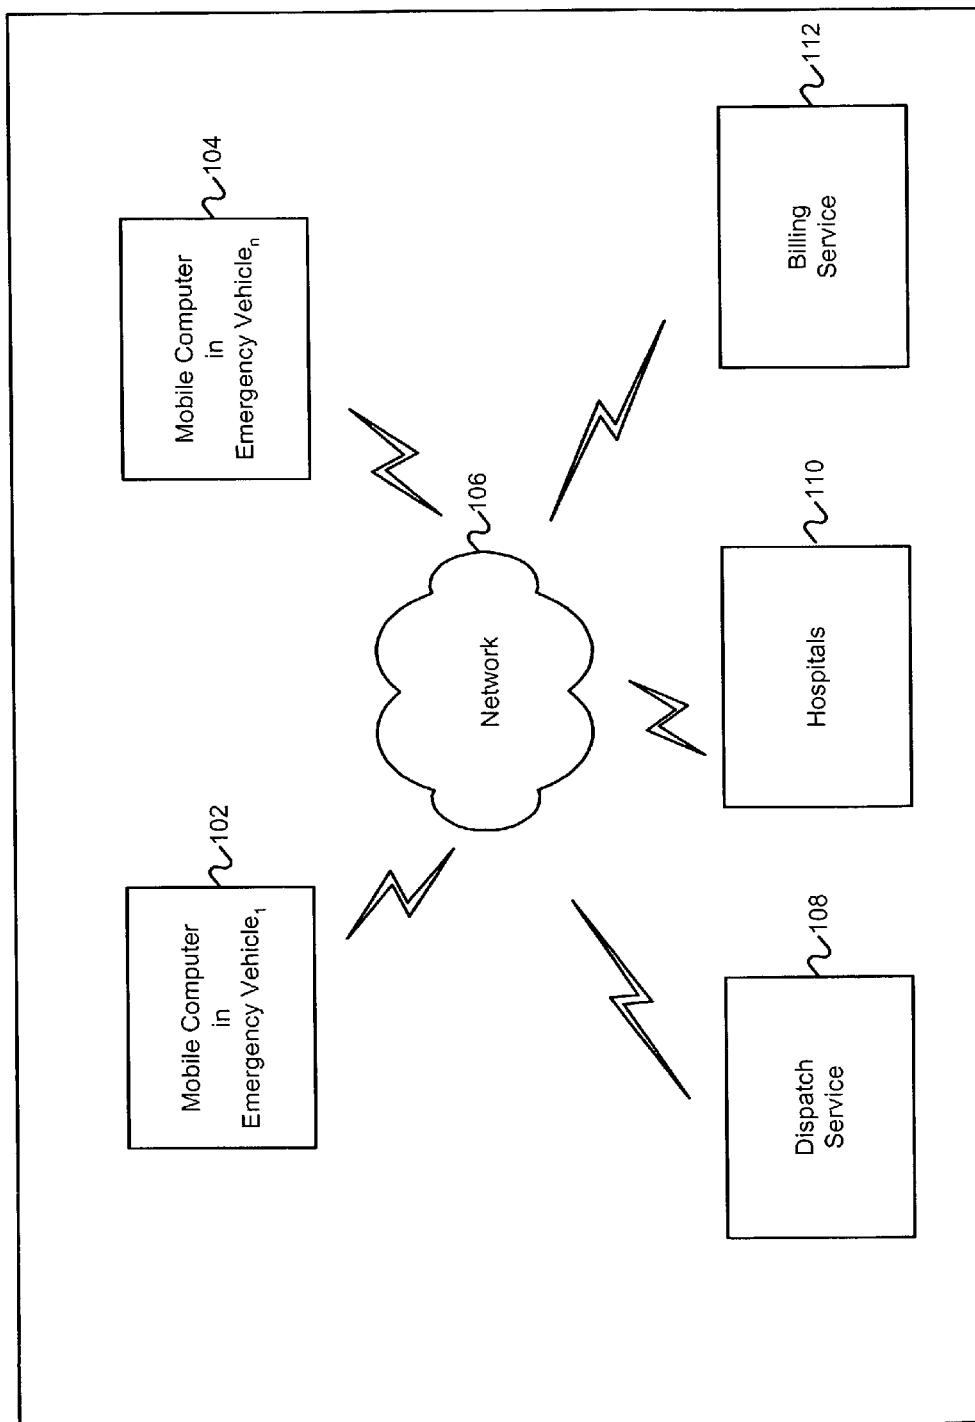 102
Mobile Computer
in
Emergency Vehicle₁
104
Mobile Computer
in
Emergency Vehicleₙ
106
Network
108
Dispatch
Service
110
Hospitals
112
Billing
Service